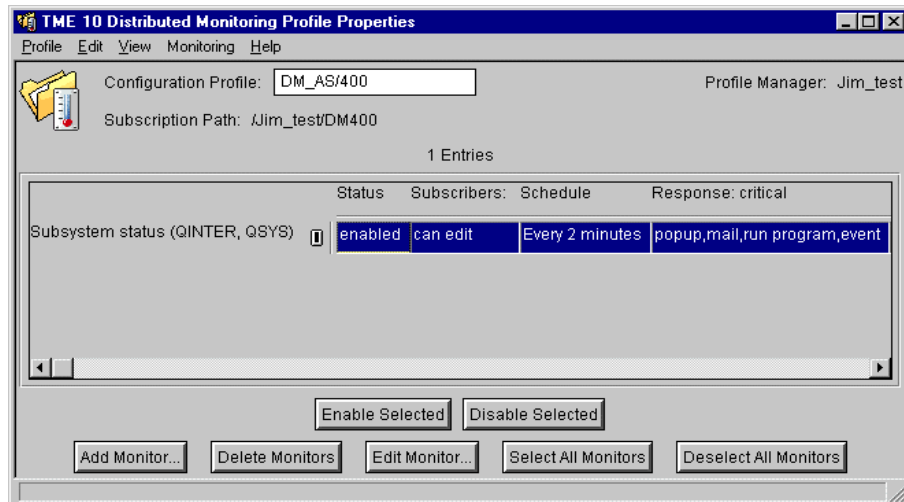 TME 10 Distributed Monitoring Profile Properties
Profile Edit View Monitoring Help
Configuration Profile: DM_AS/400 Profile Manager: Jim_test
Subscription Path: /Jim_test/DM400
1 Entries
Status Subscribers: Schedule Response: critical
Subsystem status (QINTER, QSYS) enabled can edit Every 2 minutes popup,mail,run program,event
Enable Selected Disable Selected
Add Monitor... Delete Monitors Edit Monitor... Select All Monitors Deselect All Monitors